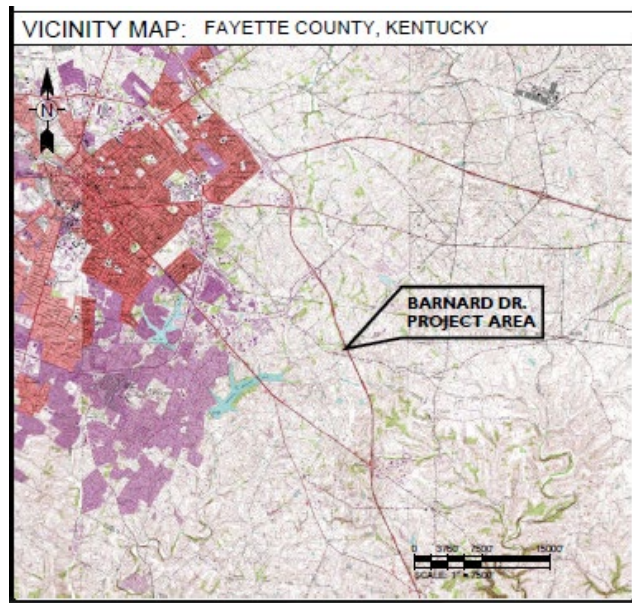 VICINITY MAP: FAYETTE COUNTY, KENTUCKY
N
BARNARD DR.
PROJECT AREA
0 3750' 7500' 15000'
SCALE: 1" = 7500'